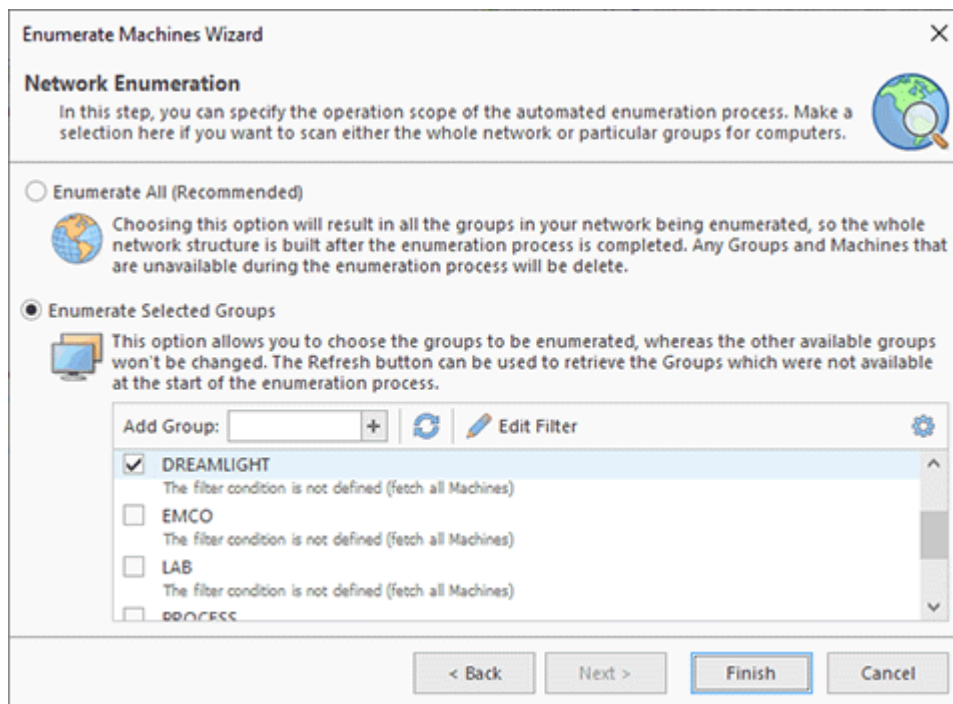 Enumerate Machines Wizard
Network Enumeration
In this step, you can specify the operation scope of the automated enumeration process. Make a
selection here if you want to scan either the whole network or particular groups for computers.
Enumerate All (Recommended)
Choosing this option will result in all the groups in your network being enumerated, so the whole
network structure is built after the enumeration process is completed. Any Groups and Machines that
are unavailable during the enumeration process will be delete.
Enumerate Selected Groups
This option allows you to choose the groups to be enumerated, whereas the other available groups
won't be changed. The Refresh button can be used to retrieve the Groups which were not available
at the start of the enumeration process.
Add Group: + Edit Filter
DREAMLIGHT
The filter condition is not defined (fetch all Machines)
EMCO
The filter condition is not defined (fetch all Machines)
LAB
The filter condition is not defined (fetch all Machines)
PROCESS
< Back Next > Finish Cancel